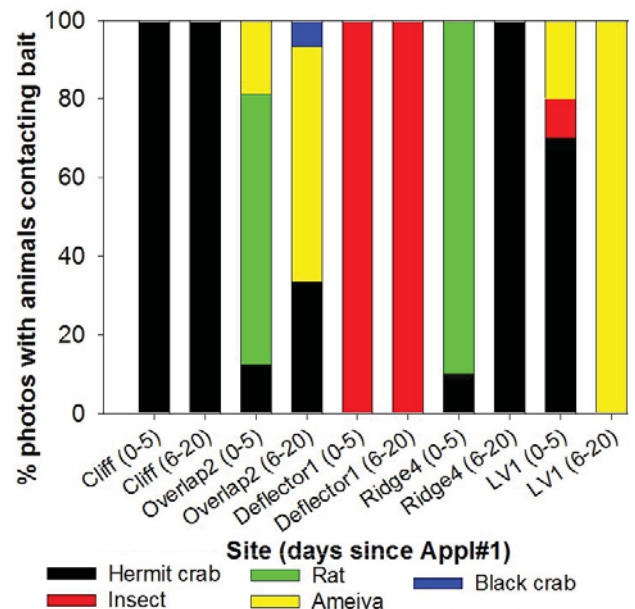 % photos with animals contacting bait
100
80
60
40
20
0
Cliff (0-5)
Cliff (6-20)
Overlap2 (0-5)
Overlap2 (6-20)
Deflector1 (0-5)
Deflector1 (6-20)
Ridge4 (0-5)
Ridge4 (6-20)
LV1 (0-5)
LV1 (6-20)
Site (days since Appl#1)
Hermit crab
Rat
Black crab
Insect
Ameiva